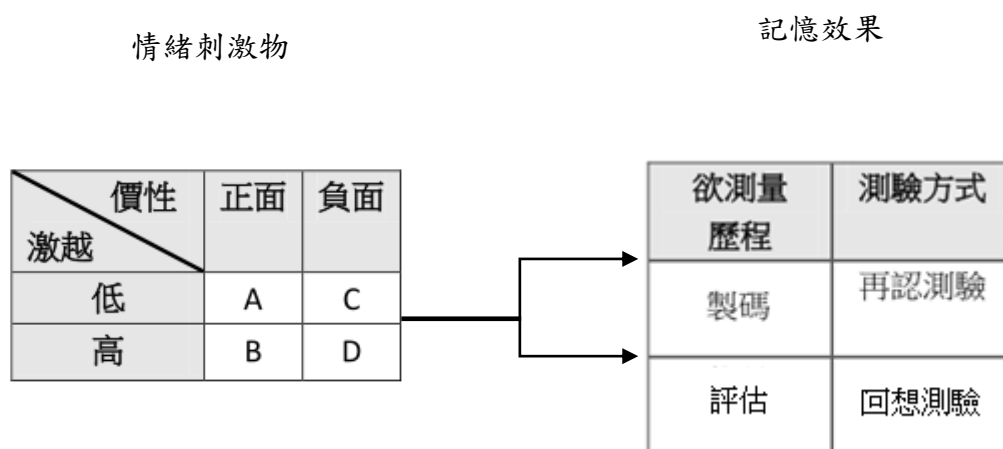 情緒刺激物
記憶效果
價性
激越
正面
負面
低
A
C
高
B
D
欲測量
歷程
測驗方式
製碼
再認測驗
評估
回想測驗